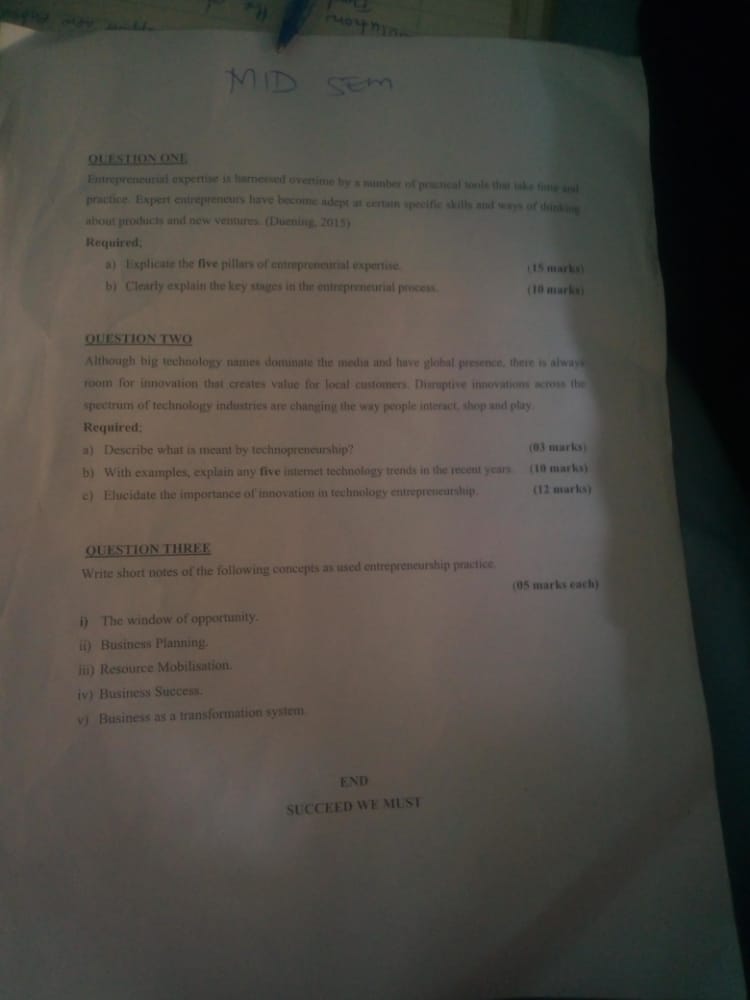 MID SEM
QUESTION ONE
Entrepreneurial expertise is harnessed overtime by a number of practical tools that take time and
practice. Expert entrepreneurs have become adept at certain specific skills and ways of thinking
about products and new ventures. (Duening, 2015)
Required;
a) Explicate the five pillars of entrepreneurial expertise. (15 marks)
b) Clearly explain the key stages in the entrepreneurial process. (10 marks)
QUESTION TWO
Although big technology names dominate the media and have global presence, there is always
room for innovation that creates value for local customers. Disruptive innovations across the
spectrum of technology industries are changing the way people interact, shop and play.
Required;
a) Describe what is meant by technopreneurship? (03 marks)
b) With examples, explain any five internet technology trends in the recent years. (10 marks)
c) Elucidate the importance of innovation in technology entrepreneurship. (12 marks)
QUESTION THREE
Write short notes of the following concepts as used entrepreneurship practice.
(05 marks each)
i) The window of opportunity.
ii) Business Planning.
iii) Resource Mobilisation.
iv) Business Success.
v) Business as a transformation system.
END
SUCCEED WE MUST